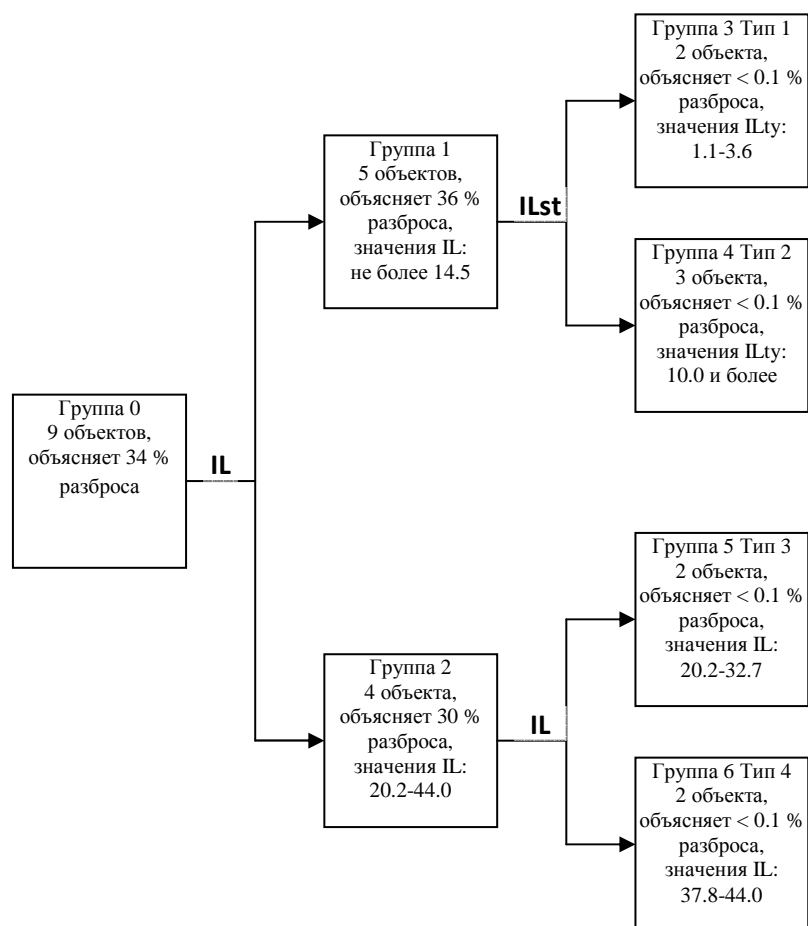 Группа 0
9 объектов,
объясняет 34 %
разброса
IL
Группа 1
5 объектов,
объясняет 36 %
разброса,
значения IL:
не более 14.5
ILst
Группа 3 Тип 1
2 объекта,
объясняет < 0.1 %
разброса,
значения ILty:
1.1-3.6
Группа 4 Тип 2
3 объекта,
объясняет < 0.1 %
разброса,
значения ILty:
10.0 и более
Группа 2
4 объекта,
объясняет 30 %
разброса,
значения IL:
20.2-44.0
IL
Группа 5 Тип 3
2 объекта,
объясняет < 0.1 %
разброса,
значения IL:
20.2-32.7
Группа 6 Тип 4
2 объекта,
объясняет < 0.1 %
разброса,
значения IL:
37.8-44.0